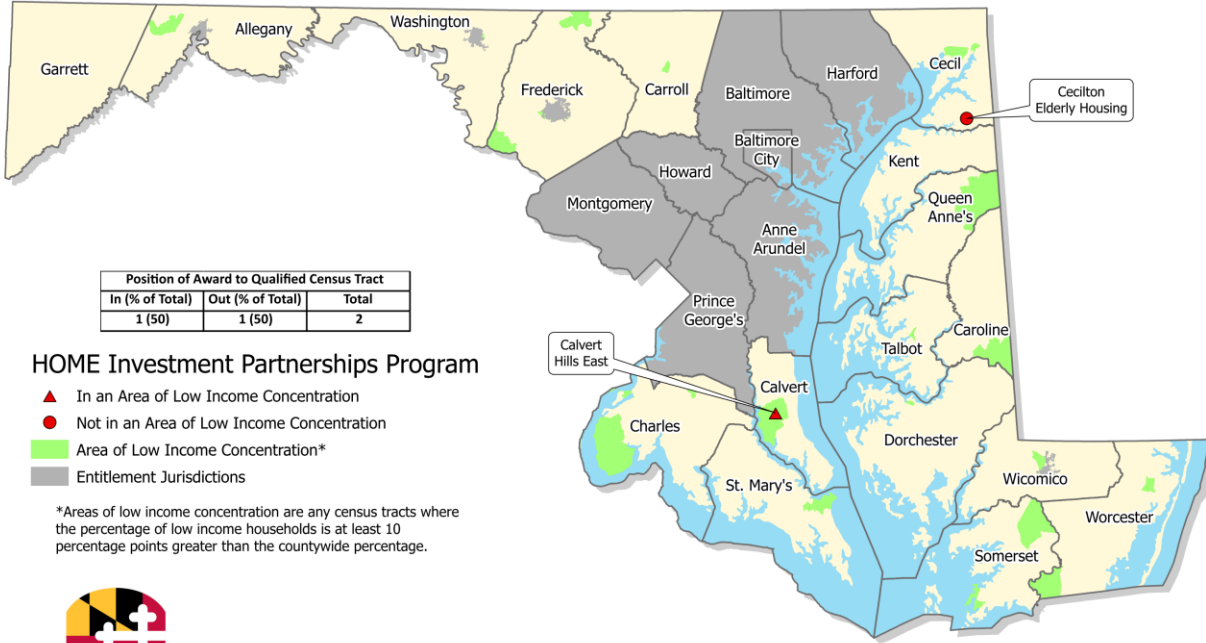 Garrett
Allegany
Washington
Frederick
Carroll
Baltimore
Harford
Cecil
Cecilton
Elderly Housing
Baltimore
City
Howard
Montgomery
Kent
Queen
Anne's
Anne
Arundel
Prince
George's
Caroline
Talbot
Calvert
Hills East
Calvert
Charles
Dorchester
St. Mary's
Wicomico
Worcester
Somerset
Position of Award to Qualified Census Tract
In (% of Total) Out (% of Total) Total
1 (50) 1 (50) 2
HOME Investment Partnerships Program
In an Area of Low Income Concentration
Not in an Area of Low Income Concentration
Area of Low Income Concentration*
Entitlement Jurisdictions
*Areas of low income concentration are any census tracts where
the percentage of low income households is at least 10
percentage points greater than the countywide percentage.